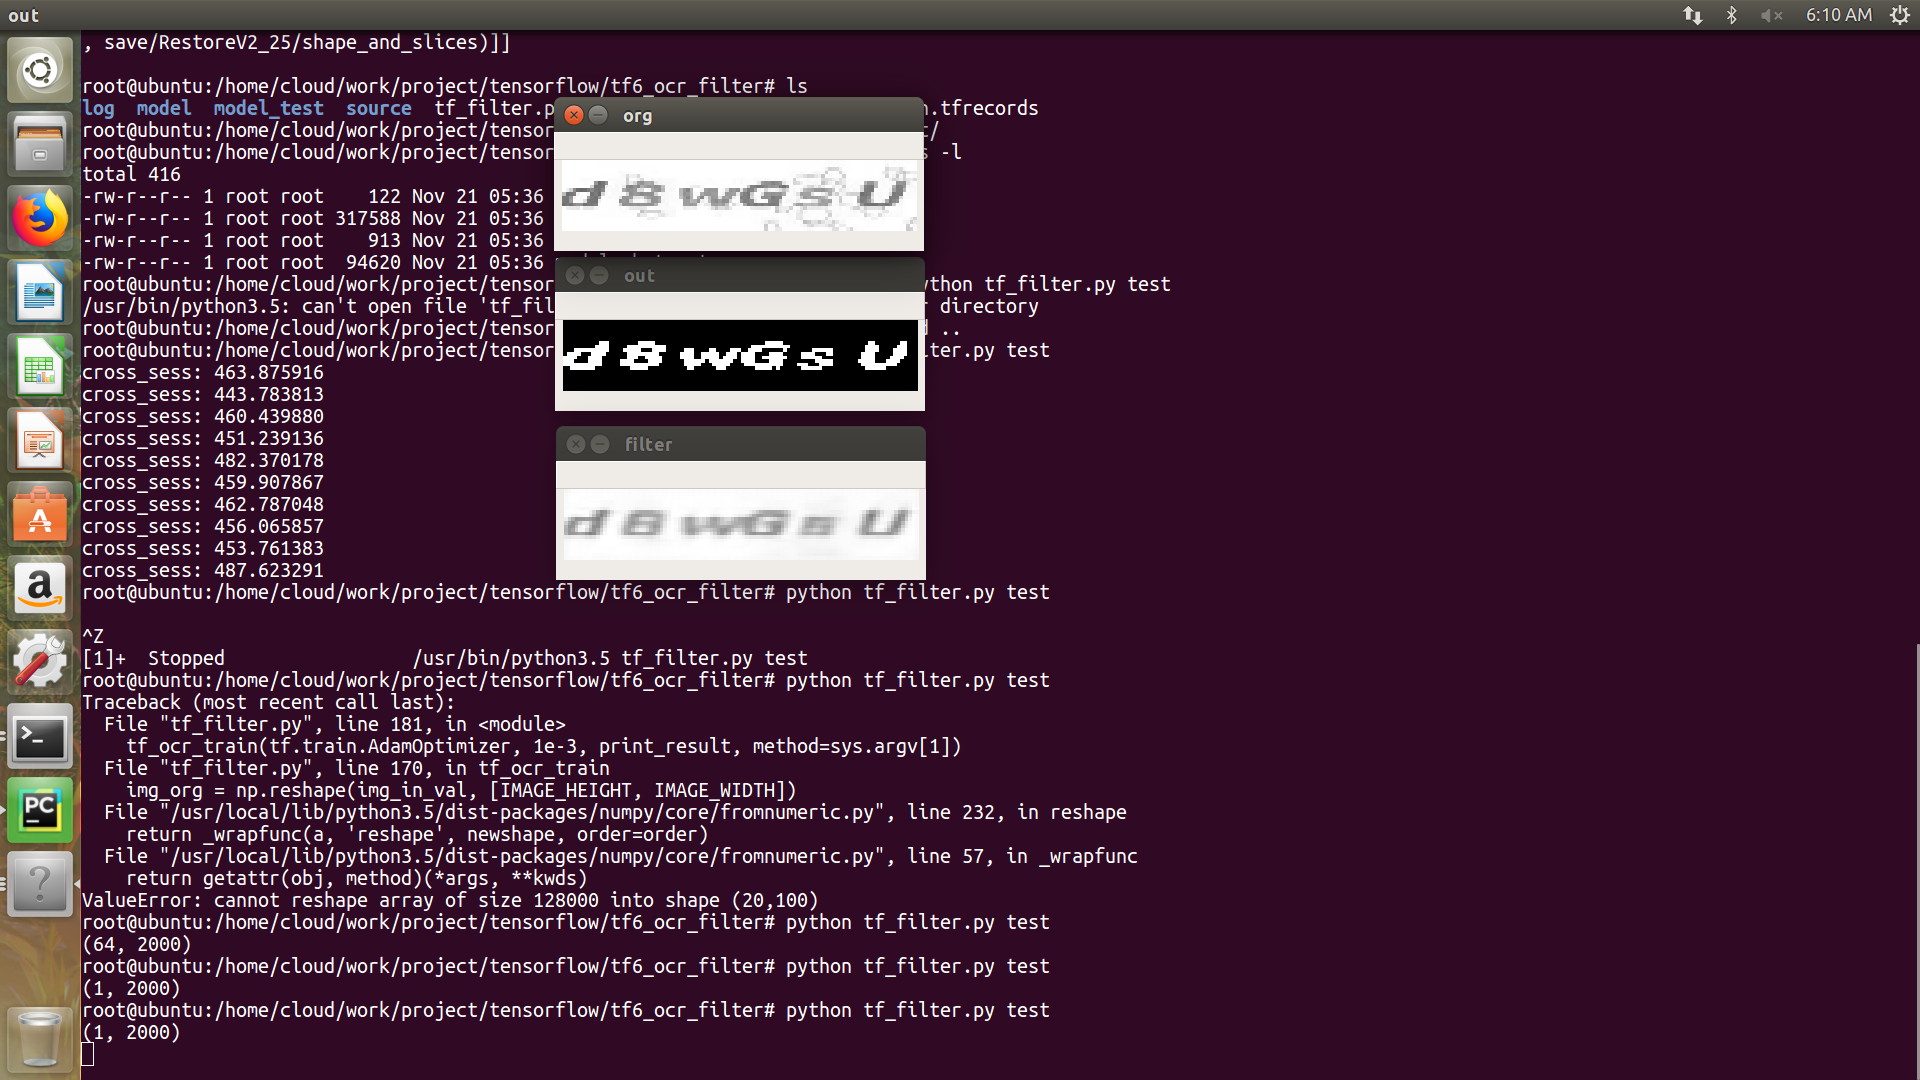 out
6:10 AM
, save/RestoreV2_25/shape_and_slices)]]
root@ubuntu:/home/cloud/work/project/tensorflow/tf6_ocr_filter# ls
log model model_test source tf_filter.p .tfrecords
root@ubuntu:/home/cloud/work/project/tensor /
root@ubuntu:/home/cloud/work/project/tensor -l
total 416
-rw-r--r-- 1 root root 122 Nov 21 05:36
-rw-r--r-- 1 root root 317588 Nov 21 05:36
-rw-r--r-- 1 root root 913 Nov 21 05:36
-rw-r--r-- 1 root root 94620 Nov 21 05:36
root@ubuntu:/home/cloud/work/project/tensor ython tf_filter.py test
/usr/bin/python3.5: can't open file 'tf_fil directory
root@ubuntu:/home/cloud/work/project/tensor ..
root@ubuntu:/home/cloud/work/project/tensor ter.py test
cross_sess: 463.875916
cross_sess: 443.783813
cross_sess: 460.439880
cross_sess: 451.239136
cross_sess: 482.370178
cross_sess: 459.907867
cross_sess: 462.787048
cross_sess: 456.065857
cross_sess: 453.761383
cross_sess: 487.623291
root@ubuntu:/home/cloud/work/project/tensorflow/tf6_ocr_filter# python tf_filter.py test
^Z
[1]+ Stopped /usr/bin/python3.5 tf_filter.py test
root@ubuntu:/home/cloud/work/project/tensorflow/tf6_ocr_filter# python tf_filter.py test
Traceback (most recent call last):
File "tf_filter.py", line 181, in <module>
tf_ocr_train(tf.train.AdamOptimizer, 1e-3, print_result, method=sys.argv[1])
File "tf_filter.py", line 170, in tf_ocr_train
img_org = np.reshape(img_in_val, [IMAGE_HEIGHT, IMAGE_WIDTH])
File "/usr/local/lib/python3.5/dist-packages/numpy/core/fromnumeric.py", line 232, in reshape
return _wrapfunc(a, 'reshape', newshape, order=order)
File "/usr/local/lib/python3.5/dist-packages/numpy/core/fromnumeric.py", line 57, in _wrapfunc
return getattr(obj, method)(*args, **kwds)
ValueError: cannot reshape array of size 128000 into shape (20,100)
root@ubuntu:/home/cloud/work/project/tensorflow/tf6_ocr_filter# python tf_filter.py test
(64, 2000)
root@ubuntu:/home/cloud/work/project/tensorflow/tf6_ocr_filter# python tf_filter.py test
(1, 2000)
root@ubuntu:/home/cloud/work/project/tensorflow/tf6_ocr_filter# python tf_filter.py test
(1, 2000)
org
d 8 w G s U
out
d 8 w G s U
filter
d 8 w G s U
PC